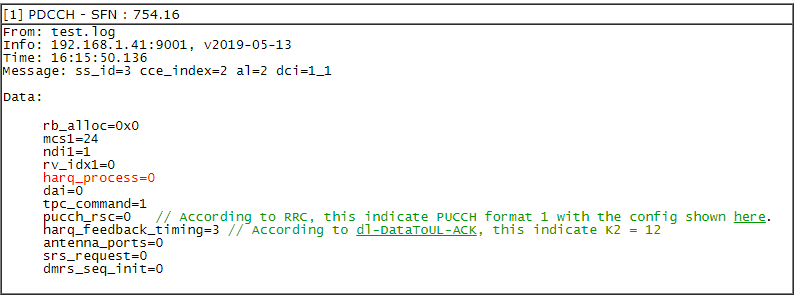 [1] PDCCH - SFN : 754.16
From: test.log
Info: 192.168.1.41:9001, v2019-05-13
Time: 16:15:50.136
Message: ss_id=3 cce_index=2 al=2 dci=1_1
Data:
rb_alloc=0x0
mcs1=24
ndi1=1
rv_idx1=0
harq_process=0
dai=0
tpc_command=1
pucch_rsc=0   // According to RRC, this indicate PUCCH format 1 with the config shown here.
harq_feedback_timing=3 // According to dl-DataToUL-ACK, this indicate K2 = 12
antenna_ports=0
srs_request=0
dmrs_seq_init=0